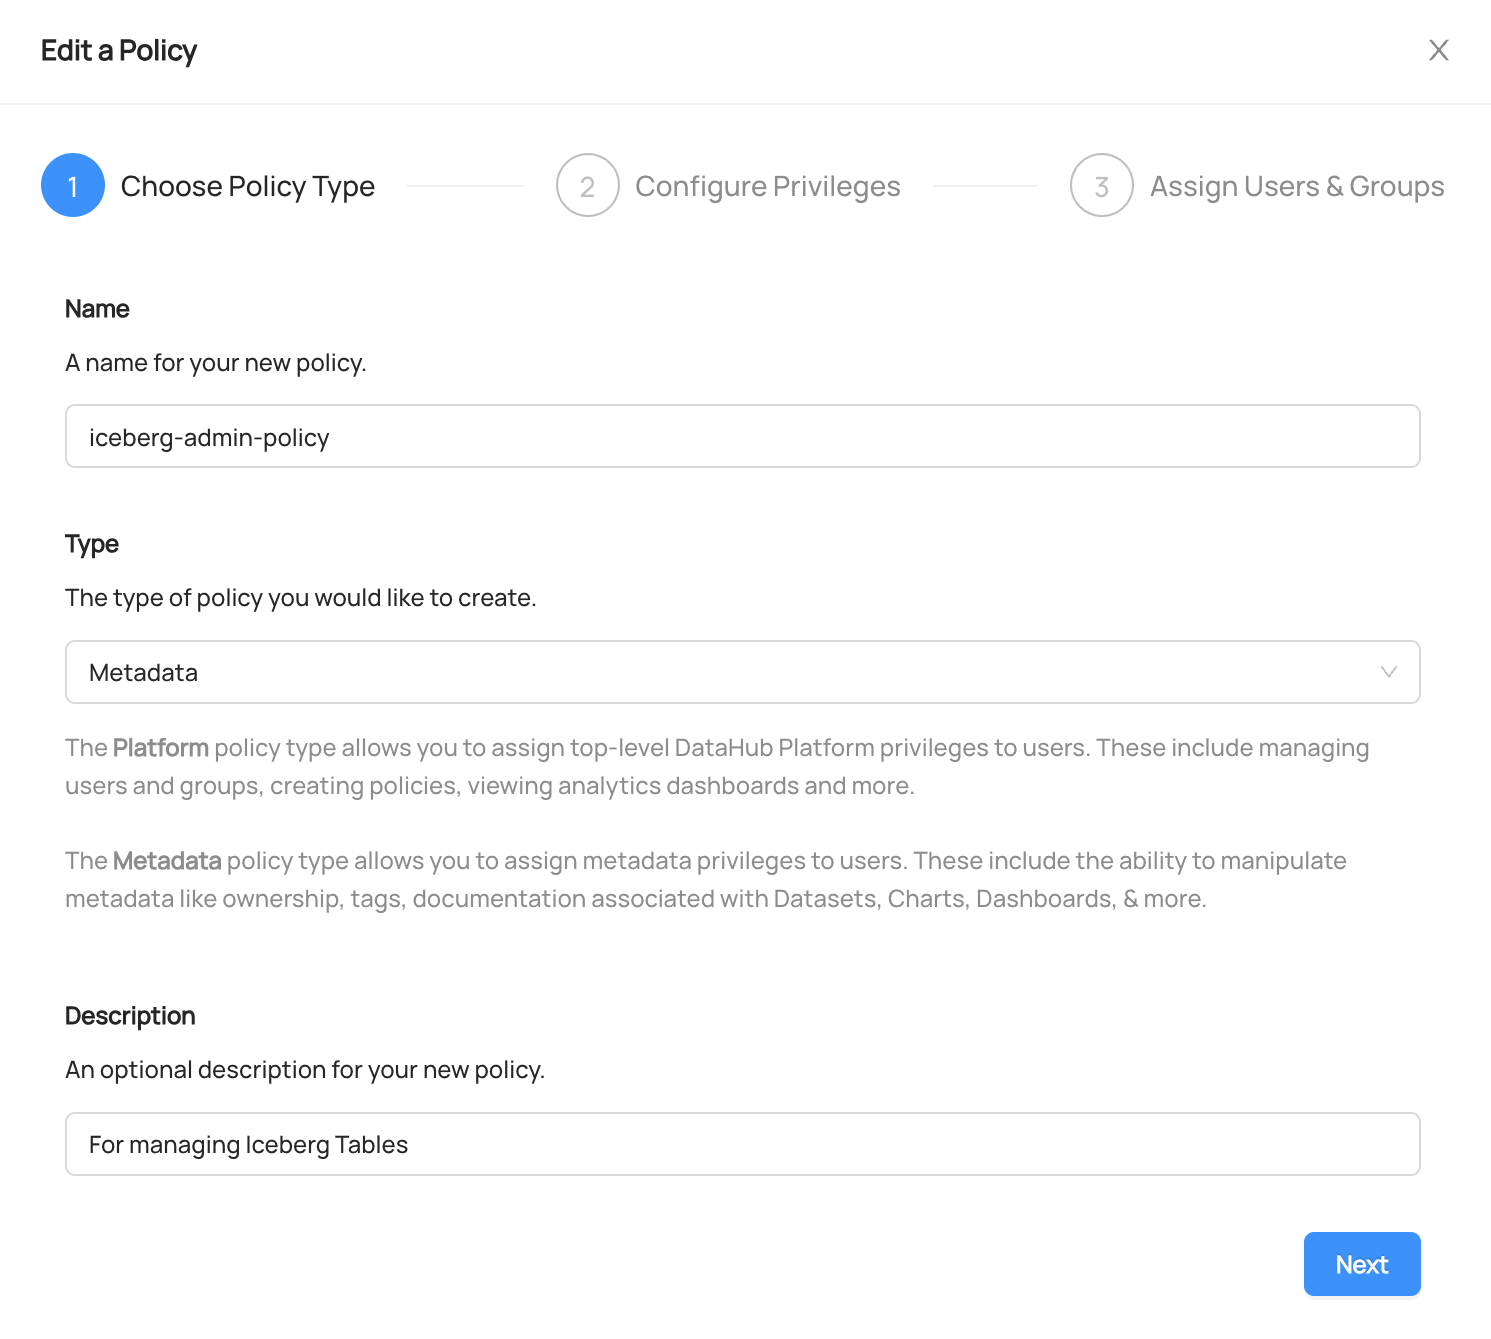 Edit a Policy
1 Choose Policy Type 2 Configure Privileges 3 Assign Users & Groups
Name
A name for your new policy.
iceberg-admin-policy
Type
The type of policy you would like to create.
Metadata
The Platform policy type allows you to assign top-level DataHub Platform privileges to users. These include managing
users and groups, creating policies, viewing analytics dashboards and more.
The Metadata policy type allows you to assign metadata privileges to users. These include the ability to manipulate
metadata like ownership, tags, documentation associated with Datasets, Charts, Dashboards, & more.
Description
An optional description for your new policy.
For managing Iceberg Tables
Next